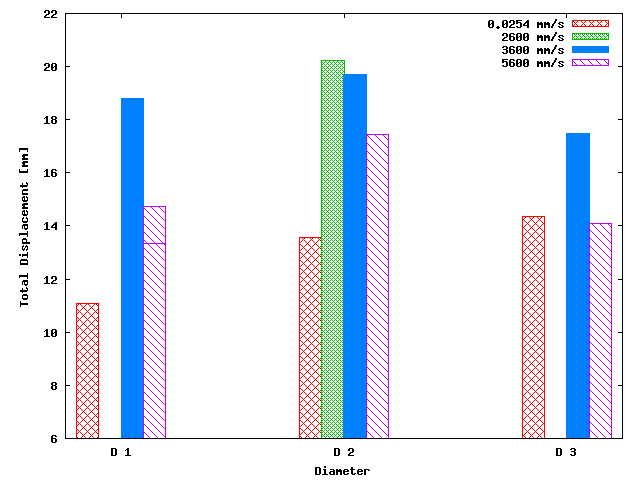 22
20
18
16
14
12
10
8
6
Total Displacement [mm]
0.0254 mm/s
2600 mm/s
3600 mm/s
5600 mm/s
D 1
D 2
D 3
Diameter